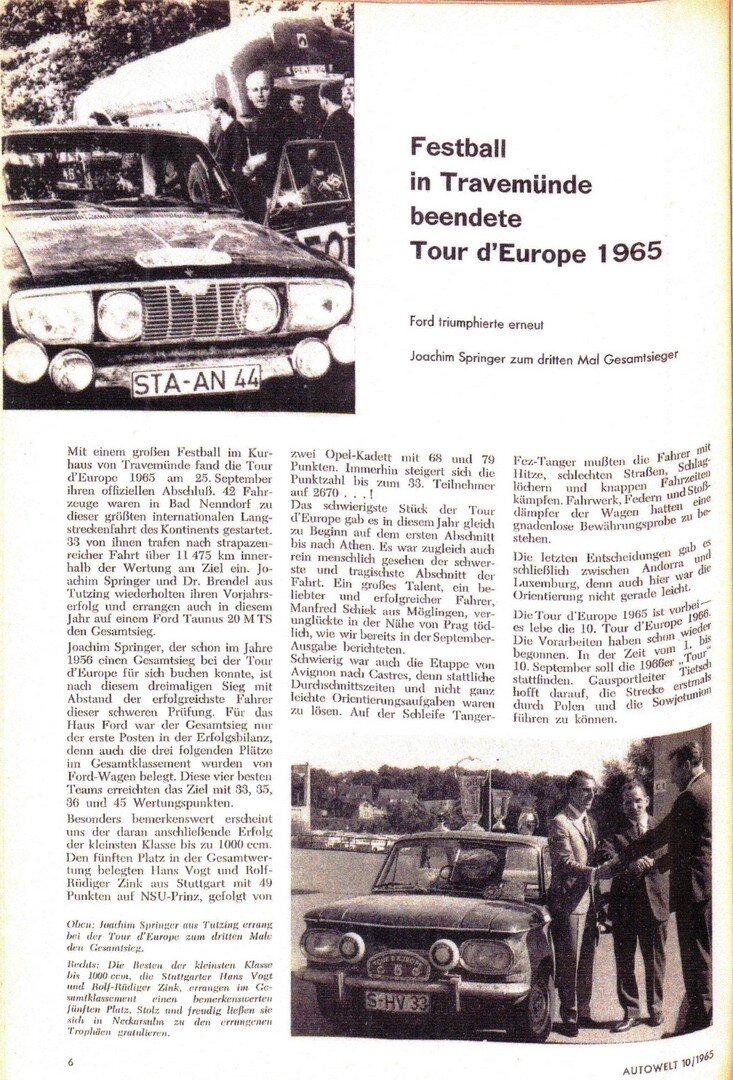 Festball
in Travemünde
beendete
Tour d'Europe 1965
Ford triumphierte erneut
Joachim Springer zum dritten Mal Gesamtsieger
STA-AN 44
Mit einem großen Festball im Kur-
haus von Travemünde fand die Tour
d'Europe 1965 am 25. September
ihren offiziellen Abschluß. 42 Fahr-
zeuge waren in Bad Nenndorf zu
dieser größten internationalen Lang-
streckenfahrt des Kontinents gestartet.
33 von ihnen trafen nach strapazen-
reicher Fahrt über 11 475 km inner-
halb der Wertung am Ziel ein. Jo-
achim Springer und Dr. Brendel aus
Tutzing wiederholten ihren Vorjahrs-
erfolg und errangen auch in diesem
Jahr auf einem Ford Taunus 20 M TS
den Gesamtsieg.
Joachim Springer, der schon im Jahre
1956 einen Gesamtsieg bei der Tour
d'Europe für sich buchen konnte, ist
nach diesem dreimaligen Sieg mit
Abstand der erfolgreichste Fahrer
dieser schweren Prüfung. Für das
Haus Ford war der Gesamtsieg nur
der erste Posten in der Erfolgsbilanz,
denn auch die drei folgenden Plätze
im Gesamtklassement wurden von
Ford-Wagen belegt. Diese vier besten
Teams erreichten das Ziel mit 33, 35,
36 und 45 Wertungspunkten.
Besonders bemerkenswert erscheint
uns der daran anschließende Erfolg
der kleinsten Klasse bis zu 1000 ccm.
Den fünften Platz in der Gesamtwer-
tung belegten Hans Vogt und Rolf-
Rüdiger Zink aus Stuttgart mit 49
Punkten auf NSU-Prinz, gefolgt von
zwei Opel-Kadett mit 68 und 79
Punkten. Immerhin steigert sich die
Punktzahl bis zum 33. Teilnehmer
auf 2670 . . . !
Das schwierigste Stück der Tour
d'Europe gab es in diesem Jahr gleich
zu Beginn auf dem ersten Abschnitt
bis nach Athen. Es war zugleich auch
rein menschlich gesehen der schwer-
ste und tragischste Abschnitt der
Fahrt. Ein großes Talent, ein be-
liebter und erfolgreicher Fahrer,
Manfred Schiek aus Möglingen, ver-
unglückte in der Nähe von Prag töd-
lich, wie wir bereits in der September-
Ausgabe berichteten.
Schwierig war auch die Etappe von
Avignon nach Castres, denn stattliche
Durchschnittszeiten und nicht ganz
leichte Orientierungsaufgaben waren
zu lösen. Auf der Schleife Tanger-
Fez-Tanger mußten die Fahrer mit
Hitze, schlechten Straßen, Schlag-
löchern und knappen Fahrzeiten
kämpfen. Fahrwerk, Federn und Stoß-
dämpfer der Wagen hatten eine
gnadenlose Bewährungsprobe zu be-
stehen.
Die letzten Entscheidungen gab es
schließlich zwischen Andorra und
Luxemburg, denn auch hier war die
Orientierung nicht gerade leicht.
Die Tour d'Europe 1965 ist vorbei —
es lebe die 10. Tour d'Europe 1966.
Die Vorarbeiten haben schon wieder
begonnen. In der Zeit vom 1. bis
10. September soll die 1966er „Tour"
stattfinden. Gausportleiter Tietsch
hofft darauf, die Strecke erstmals
durch Polen und die Sowjetunion
führen zu können.
Oben: Joachim Springer aus Tutzing errang
bei der Tour d'Europe zum dritten Male
den Gesamtsieg.
Rechts: Die Besten der kleinsten Klasse
bis 1000 ccm, die Stuttgarter Hans Vogt
und Rolf-Rüdiger Zink, errangen im Ge-
samtklassement einen bemerkenswerten
fünften Platz. Stolz und freudig ließen sie
sich in Neckarsulm zu den errungenen
Trophäen gratulieren.
TOUR D'EUROPE
5
S-HV 33
6
AUTOWELT 10/1965